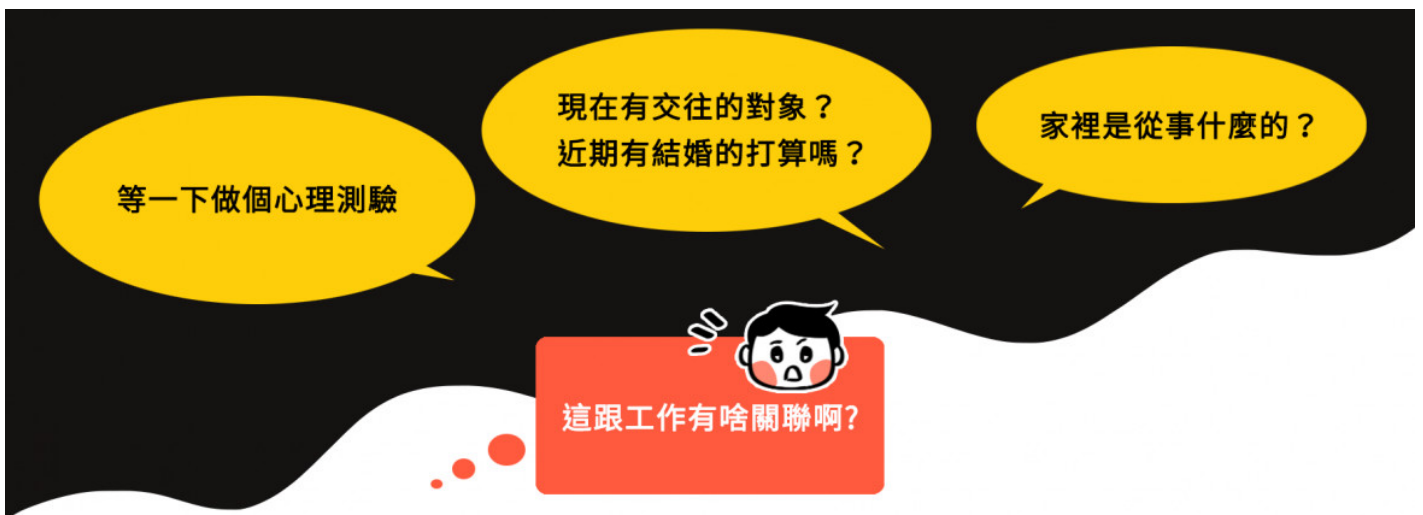 等一下做個心理測驗
現在有交往的對象？
近期有結婚的打算嗎？
家裡是從事什麼的？
這跟工作有啥關聯啊?